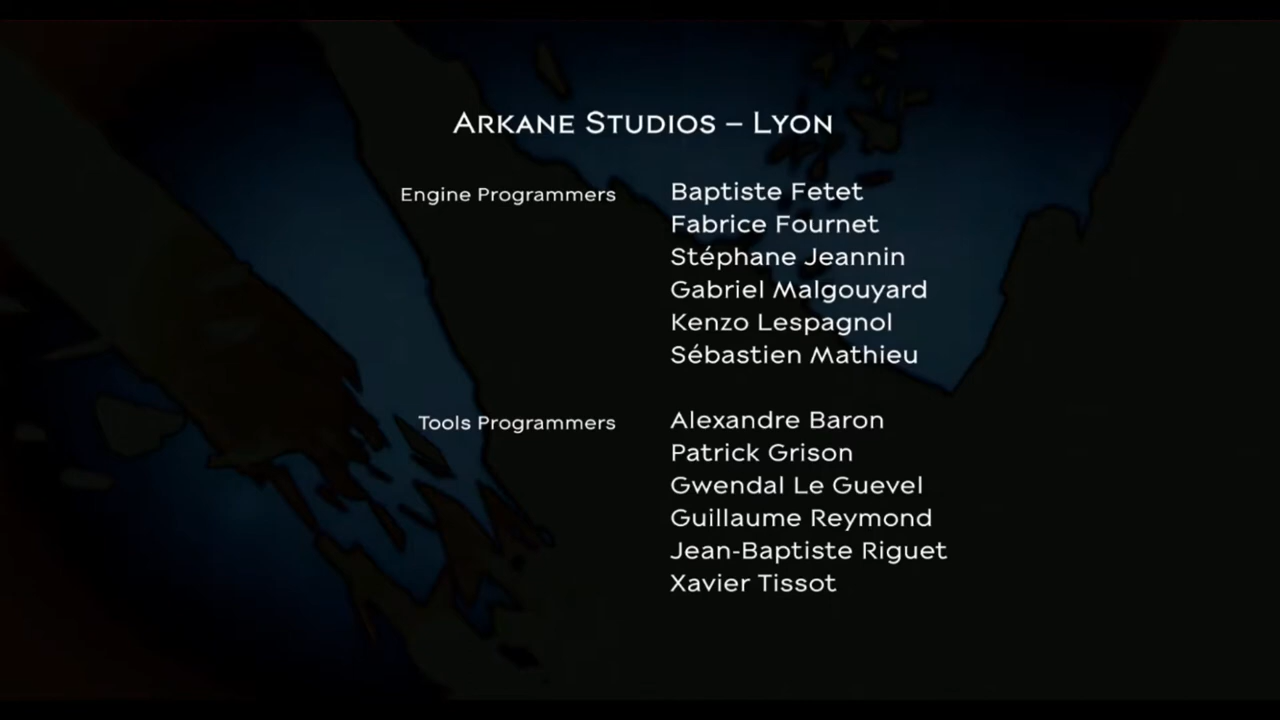 Arkane Studios – Lyon
Engine Programmers Baptiste Fetet
Fabrice Fournet
Stéphane Jeannin
Gabriel Malgouyard
Kenzo Lespagnol
Sébastien Mathieu
Tools Programmers Alexandre Baron
Patrick Grison
Gwendal Le Guevel
Guillaume Reymond
Jean-Baptiste Riguet
Xavier Tissot